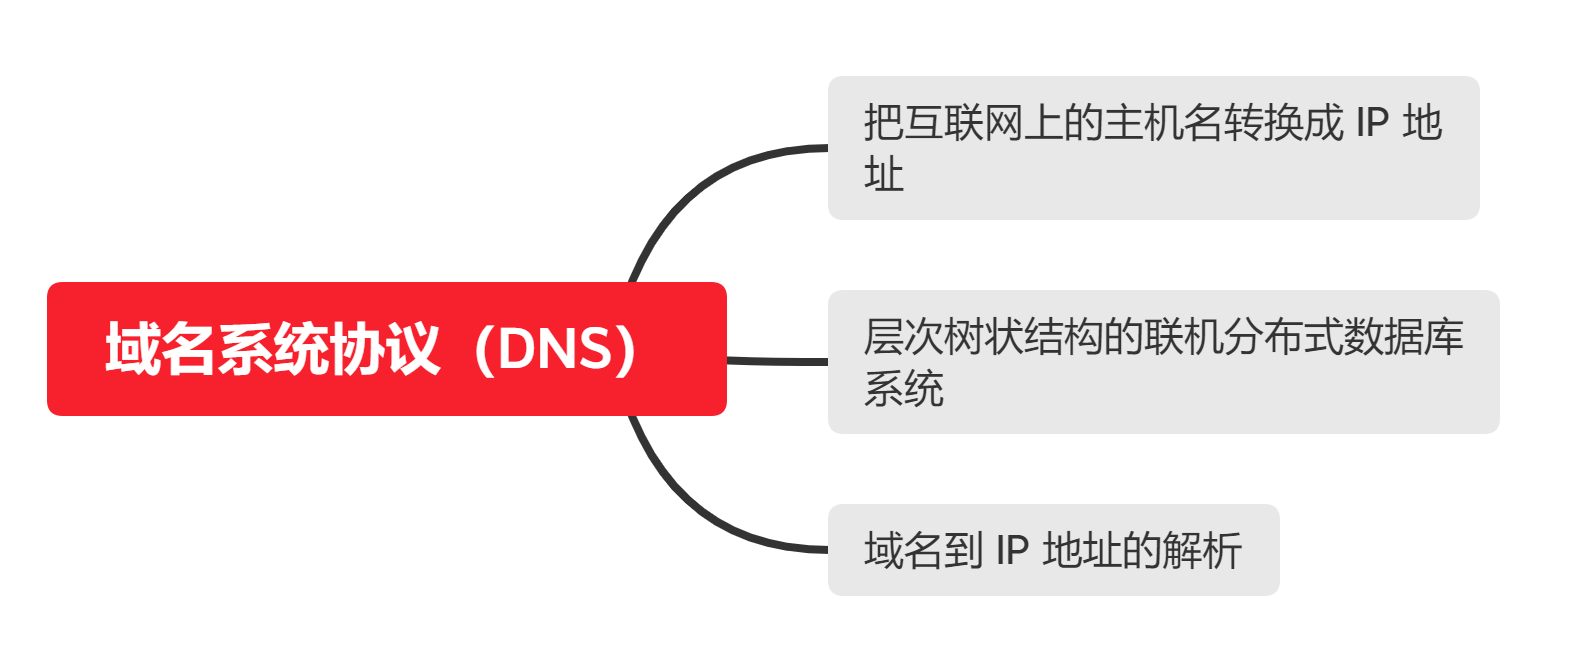 把互联网上的主机名转换成 IP 地
址
域名系统协议（DNS）
层次树状结构的联机分布式数据库
系统
域名到 IP 地址的解析